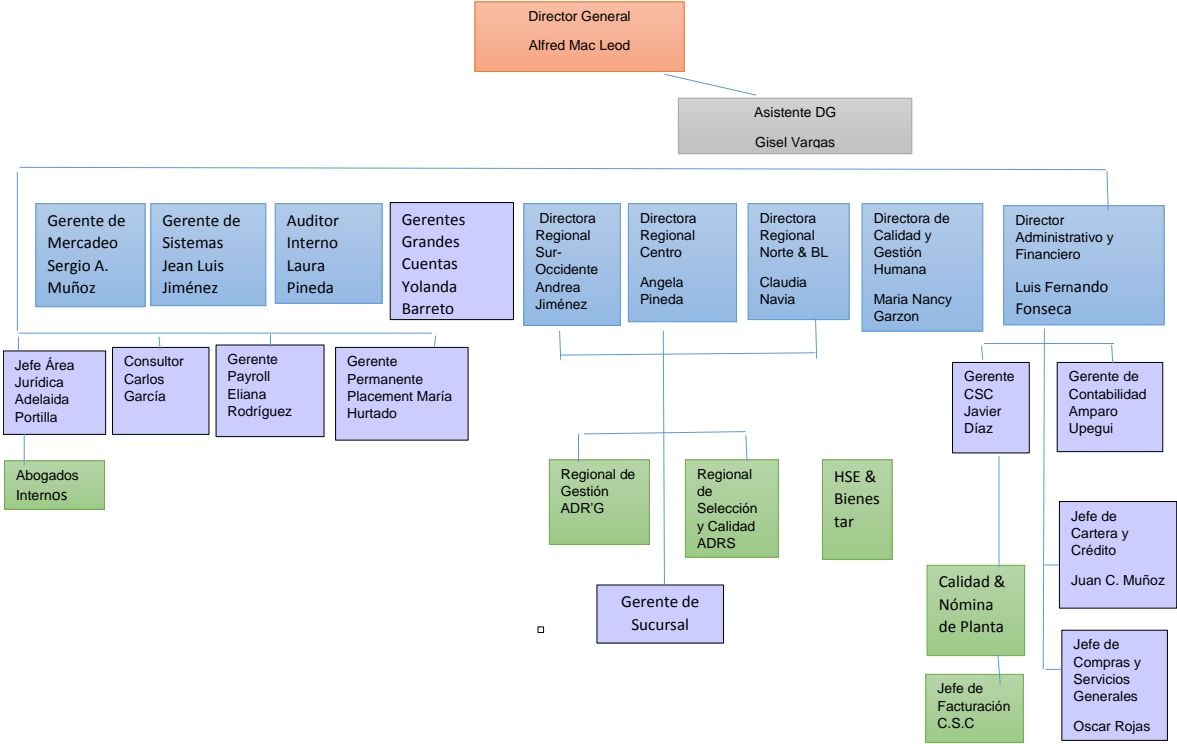 Director General
Alfred Mac Leod
Asistente DG
Gisel Vargas
Gerente de
Mercadeo
Sergio A.
Muñoz
Gerente de
Sistemas
Jean Luis
Jiménez
Auditor
Interno
Laura
Pineda
Gerentes
Grandes
Cuentas
Yolanda
Barreto
Directora
Regional
Sur-
Occidente
Andrea
Jiménez
Directora
Regional
Centro
Angela
Pineda
Directora
Regional
Norte & BL
Claudia
Navia
Directora de
Calidad y
Gestión
Humana
Maria Nancy
Garzon
Director
Administrativo y
Financiero
Luis Fernando
Fonseca
Jefe Área
Jurídica
Adelaida
Portilla
Consultor
Carlos
García
Gerente
Payroll
Eliana
Rodríguez
Gerente
Permanente
Placement María
Hurtado
Gerente
CSC
Javier
Díaz
Gerente de
Contabilidad
Amparo
Upegui
Abogados
Internos
Regional de
Gestión
ADR'G
Regional
de
Selección
y Calidad
ADRS
HSE &
Bienes
tar
Jefe de
Cartera y
Crédito
Juan C. Muñoz
Calidad &
Nómina
de Planta
Gerente de
Sucursal
Jefe de
Compras y
Servicios
Generales
Oscar Rojas
Jefe de
Facturación
C.S.C